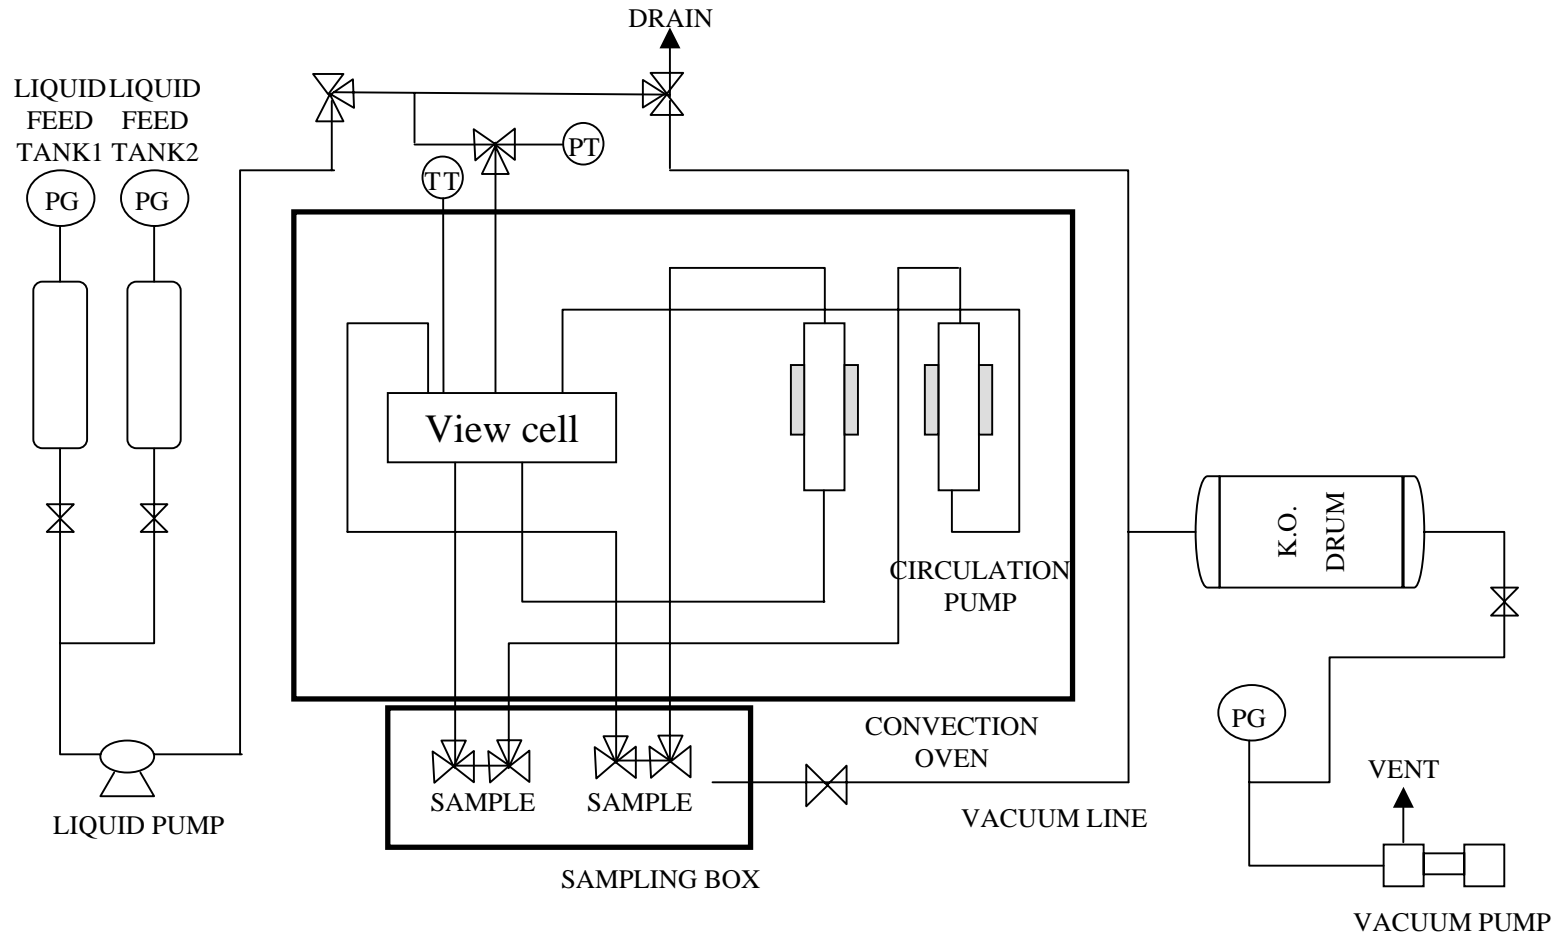 DRAIN
LIQUID
FEED
TANK1
LIQUID
FEED
TANK2
PG
PG
TT
PT
View cell
CIRCULATION
PUMP
K.O.
DRUM
CONVECTION
OVEN
PG
SAMPLE
SAMPLE
VACUUM LINE
VENT
LIQUID PUMP
SAMPLING BOX
VACUUM PUMP